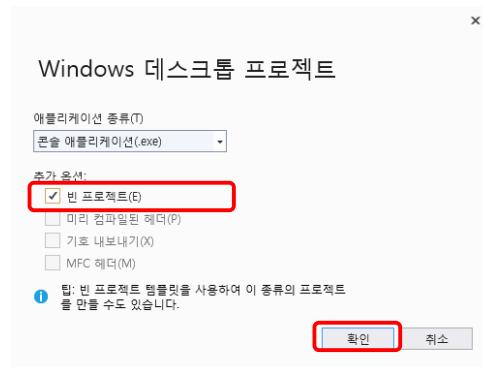 Windows 데스크톱 프로젝트
애플리케이션 종류(T)
콘솔 애플리케이션(.exe)
추가 옵션:
빈 프로젝트(E)
미리 컴파일된 헤더(P)
기호 내보내기(X)
MFC 헤더(M)
팁: 빈 프로젝트 템플릿을 사용하여 이 종류의 프로젝트
를 만들 수도 있습니다.
확인 취소